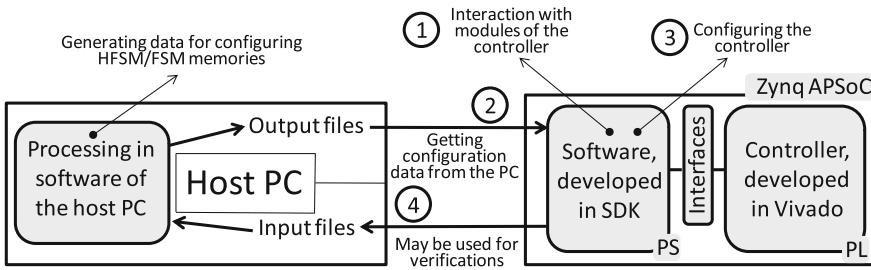 Generating data for configuring
HFSM/FSM memories
1
Interaction with
modules of the
controller
3
Configuring the
controller
Zynq APSoC
2
Processing in
software of
the host PC
Output files
Host PC
Input files
Getting
configuration
data from the PC
4
May be used for
verifications
Software,
developed
in SDK
PS
Interfaces
Controller,
developed
in Vivado
PL